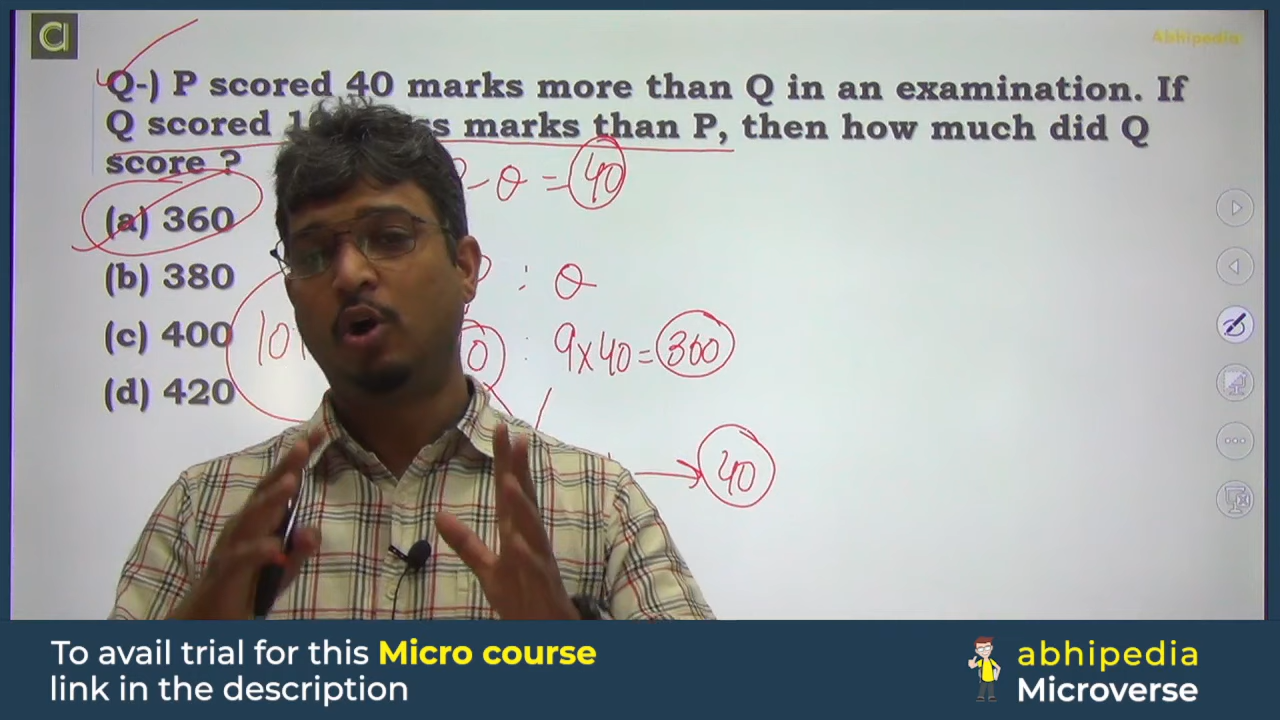 Abhipedia
Q-) P scored 40 marks more than Q in an examination. If
Q scored marks than P, then how much did Q
score ?
- Q = 40
(a) 360
(b) 380
: Q
(c) 400
: 9x40 = 360
(d) 420
40
To avail trial for this Micro course
link in the description
abhipedia
Microverse